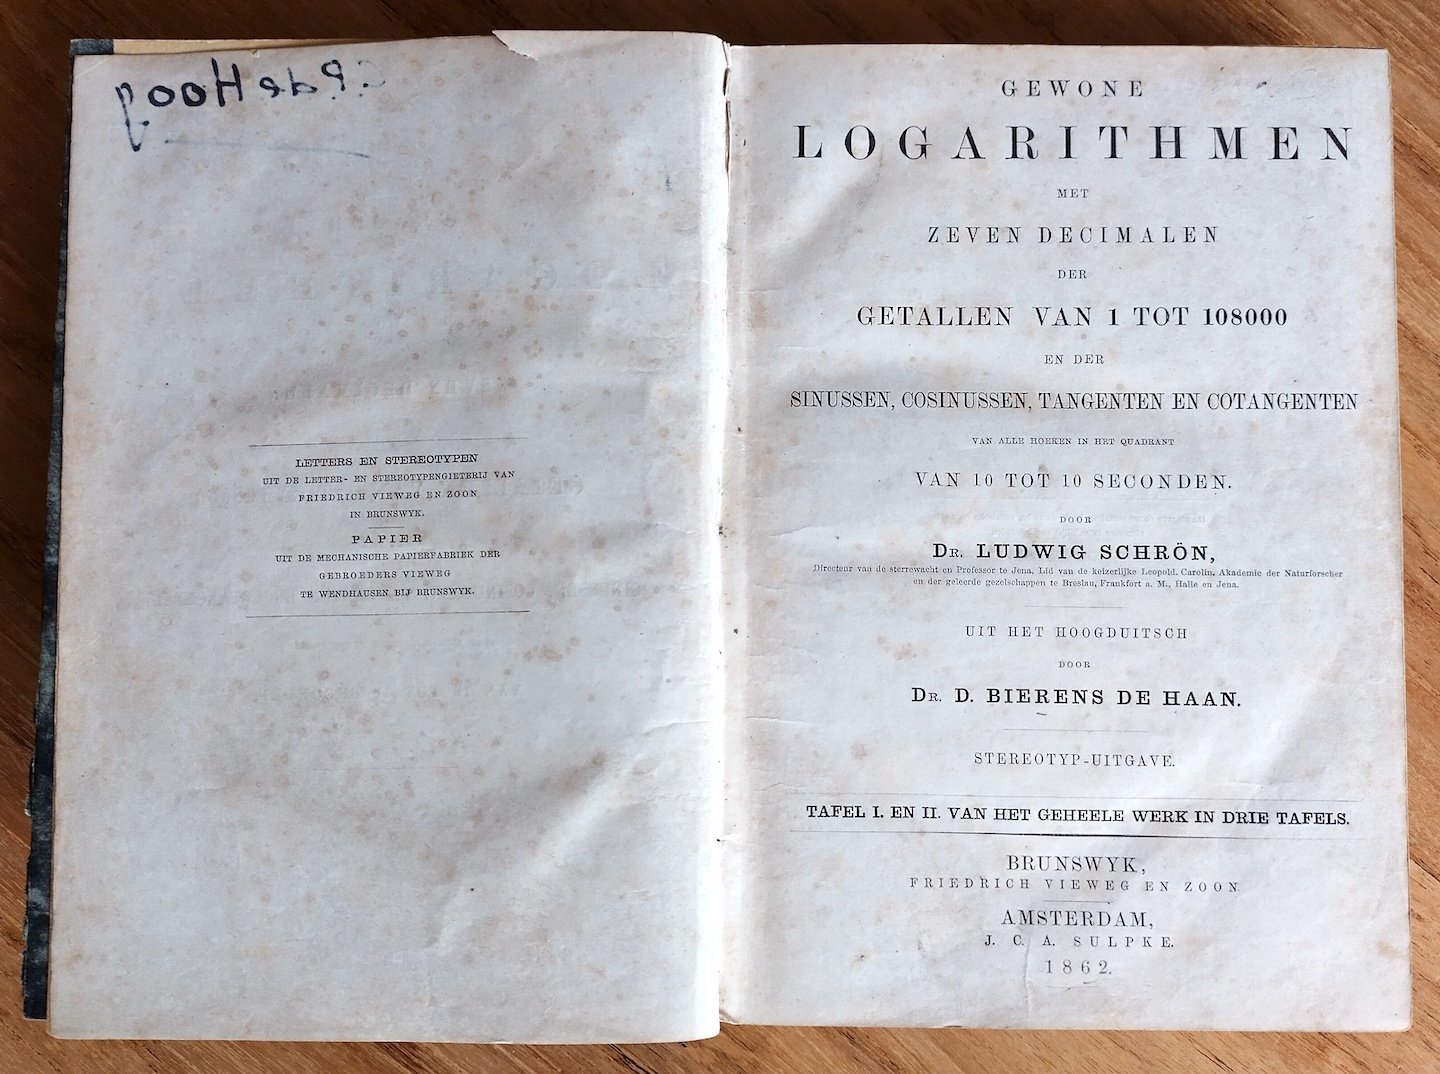 LETTERS EN STEREOTYPEN
UIT DE LETTER- EN STEREOTYPENGIETERIJ VAN
FRIEDRICH VIEWEG EN ZOON
IN BRUNSWYK.
PAPIER
UIT DE MECHANISCHE PAPIERFABRIEK DER
GEBROEDERS VIEWEG
TE WENDHAUSEN BIJ BRUNSWYK.
GEWONE
LOGARITHMEN
MET
ZEVEN DECIMALEN
DER
GETALLEN VAN 1 TOT 108000
EN DER
SINUSSEN, COSINUSSEN, TANGENTEN EN COTANGENTEN
VAN ALLE HOEKEN IN HET QUADRANT
VAN 10 TOT 10 SECONDEN.
DOOR
DR. LUDWIG SCHRÖN,
Directeur van de sterrewacht en Professor te Jena, Lid van de keizerlijke Leopold. Carolin. Akademie der Naturforscher
en der geleerde gezelschappen te Breslau, Frankfort a. M., Halle en Jena.
UIT HET HOOGDUITSCH
DOOR
DR. D. BIERENS DE HAAN.
STEREOTYP-UITGAVE.
TAFEL I. EN II. VAN HET GEHEELE WERK IN DRIE TAFELS.
BRUNSWYK,
FRIEDRICH VIEWEG EN ZOON
AMSTERDAM,
J. C. A. SULPKE.
1862.